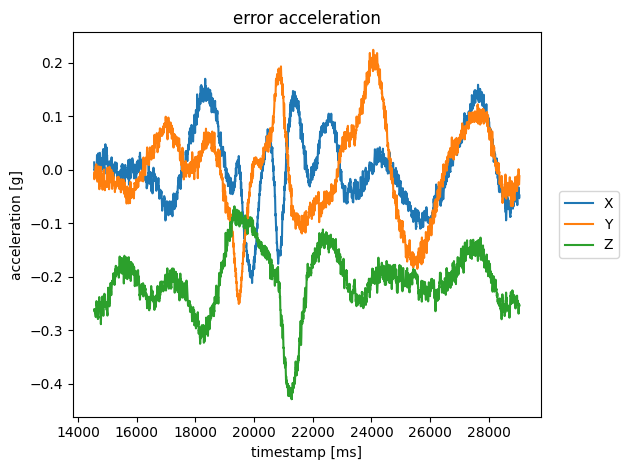 error acceleration
acceleration [g]
0.2
0.1
0.0
−0.1
−0.2
−0.3
−0.4
14000 16000 18000 20000 22000 24000 26000 28000
timestamp [ms]
X
Y
Z